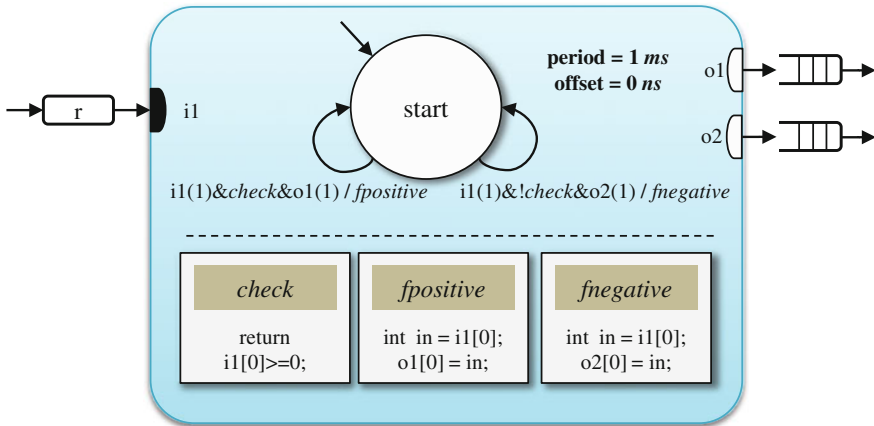 period = 1 ms
offset = 0 ns
o1
r
i1
start
o2
i1(1)&check&o1(1) / fpositive
i1(1)&!check&o2(1) / fnegative
check
return
i1[0]>=0;
fpositive
int in = i1[0];
o1[0] = in;
fnegative
int in = i1[0];
o2[0] = in;